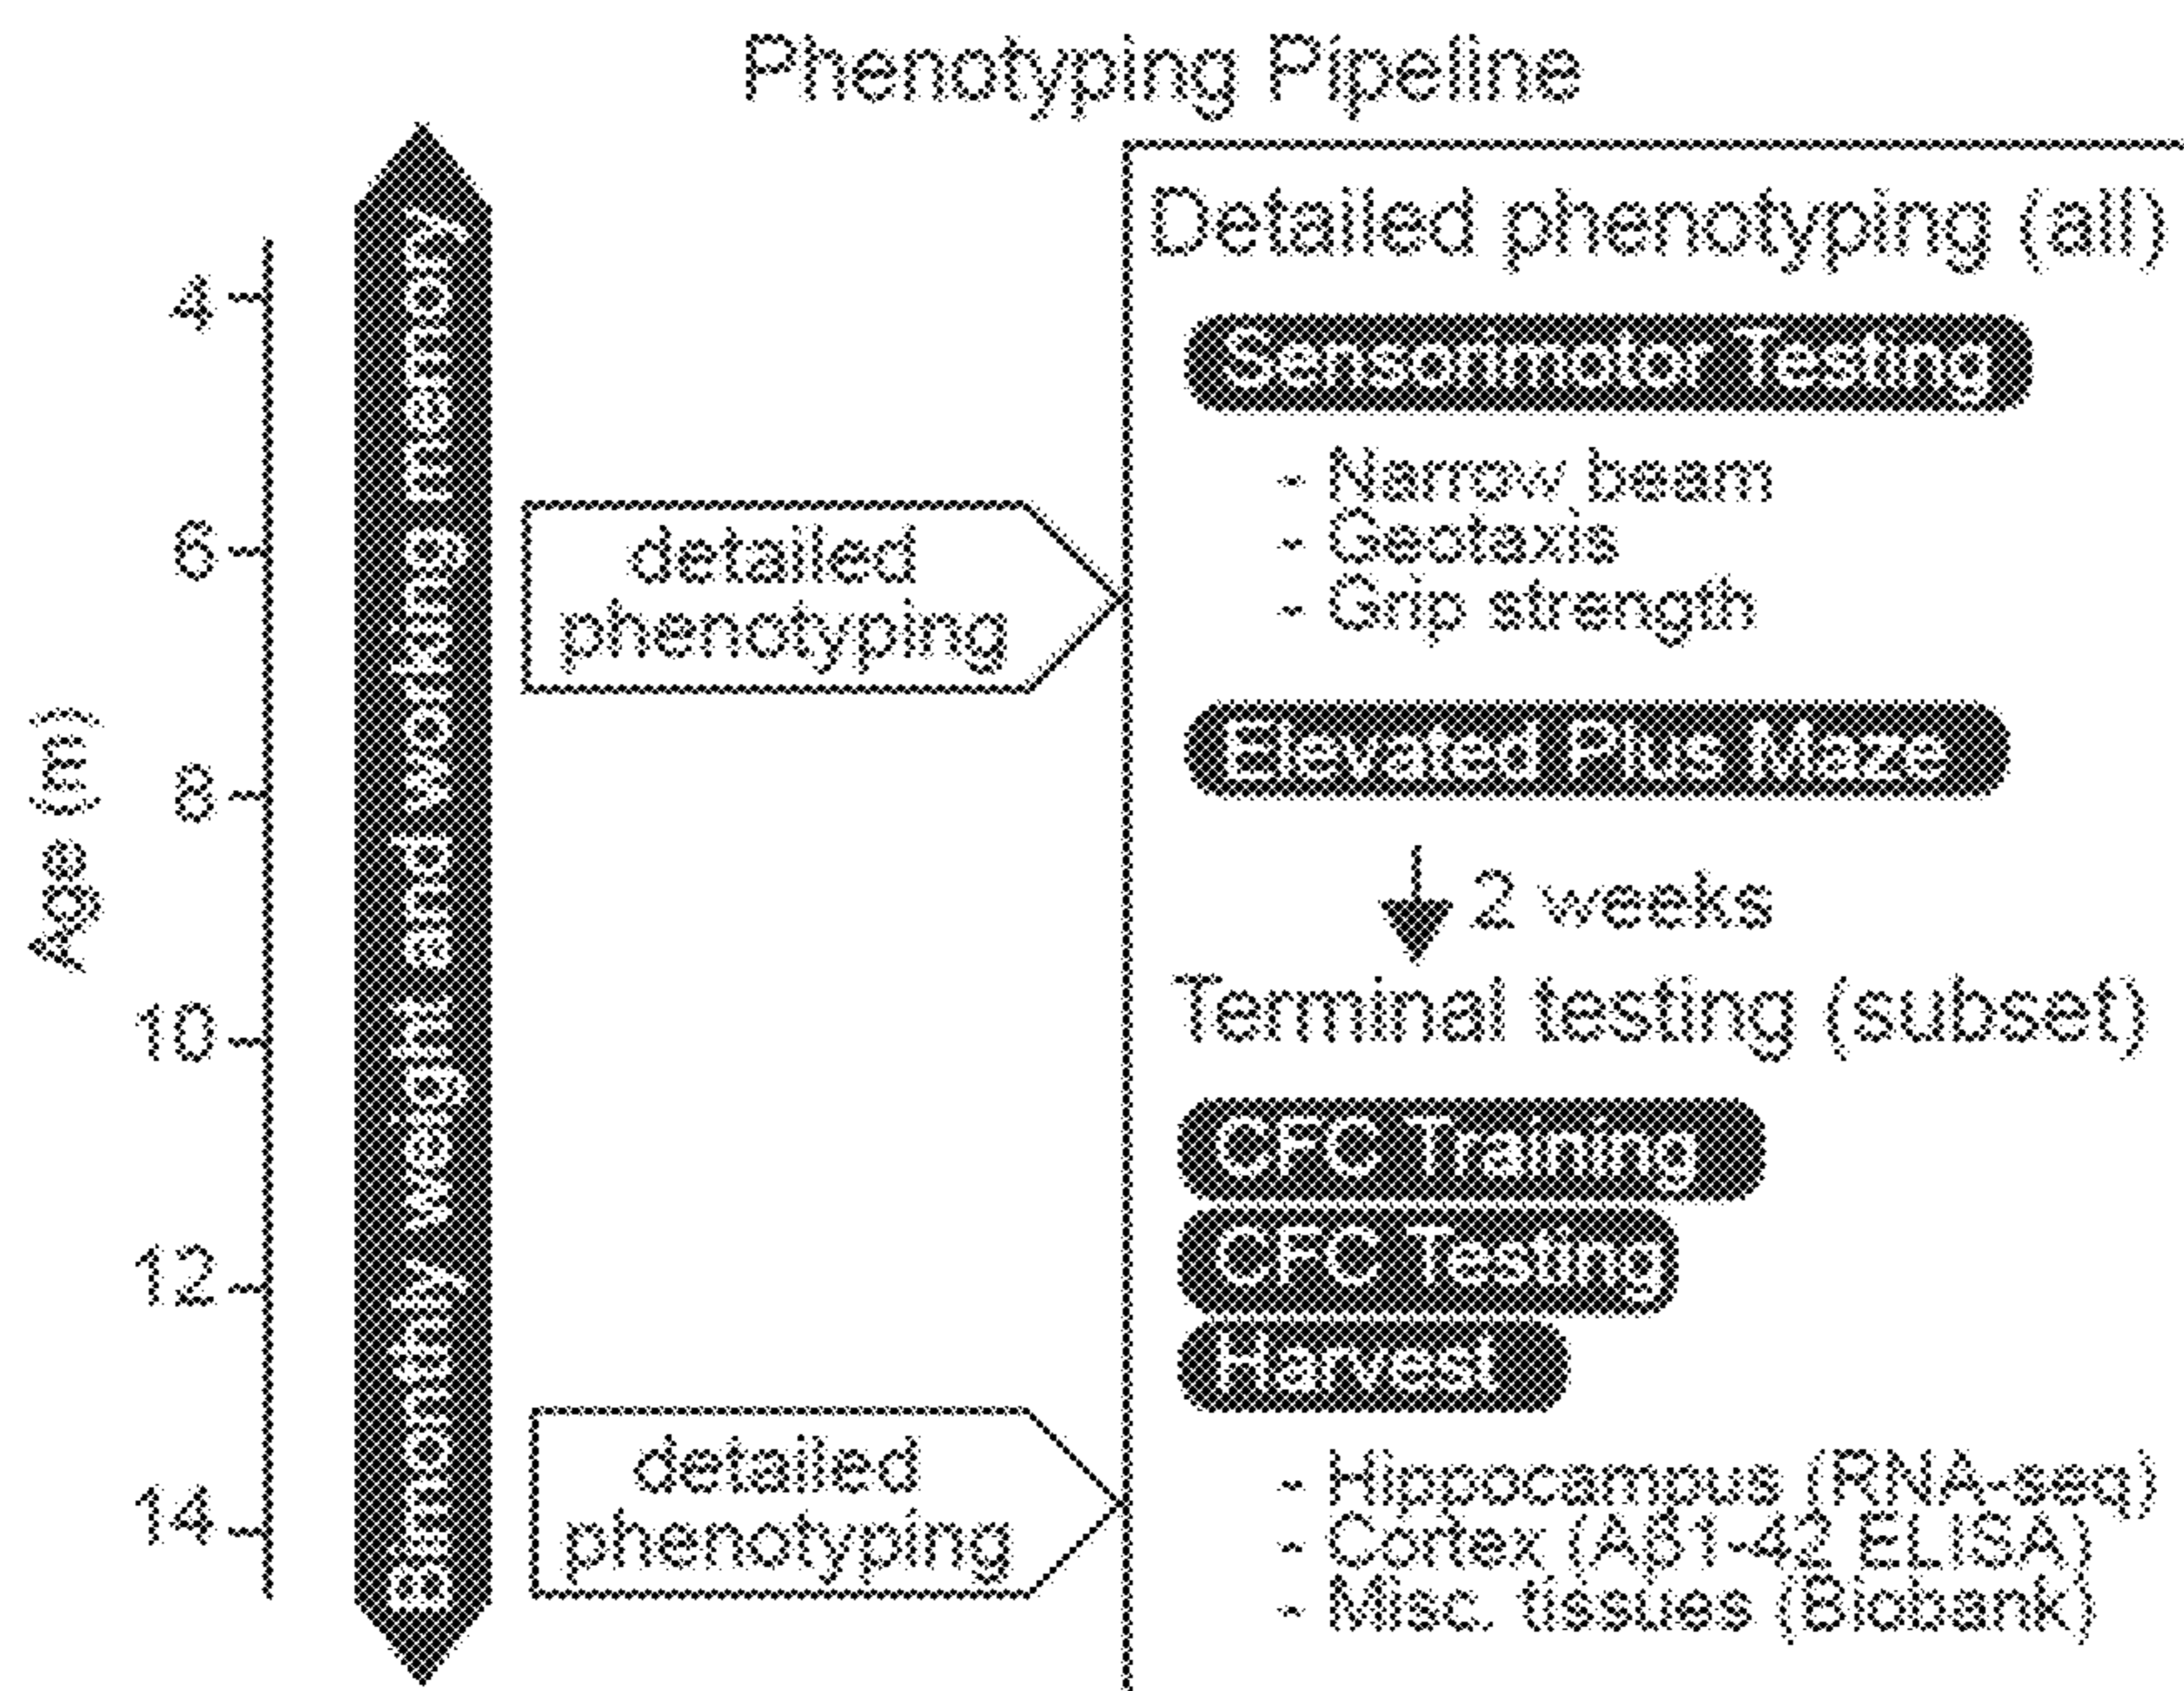 Phenotyping Pipeline
Age (m)
4
6
8
10
12
14
Bimonthly weight and working memory
detailed
phenotyping
detailed
phenotyping
Detailed phenotyping (all)
Sensorimotor Testing
- Narrow beam
- Geotaxis
- Grip strength
Elevated Plus Maze
2 weeks
Terminal testing (subset)
CFC Training
CFC Testing
Harvest
- Hippocampus (RNA-seq)
- Cortex (Aβ1-42 ELISA)
- Misc. tissues (Biobank)